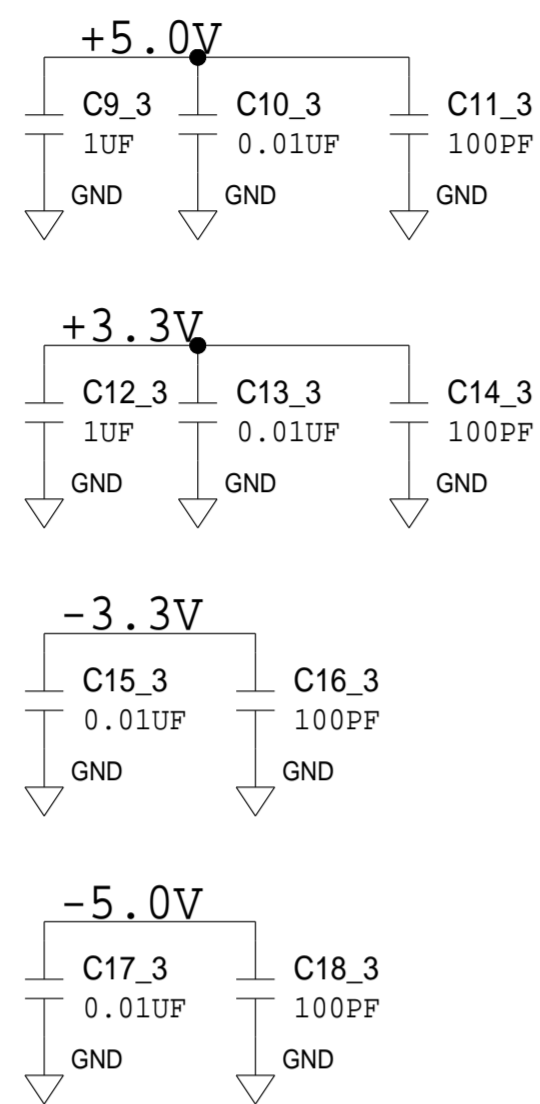 +5.0V
C9_3 C10_3 C11_3
1UF 0.01UF 100PF
GND GND GND
+3.3V
C12_3 C13_3 C14_3
1UF 0.01UF 100PF
GND GND GND
-3.3V
C15_3 C16_3
0.01UF 100PF
GND GND
-5.0V
C17_3 C18_3
0.01UF 100PF
GND GND